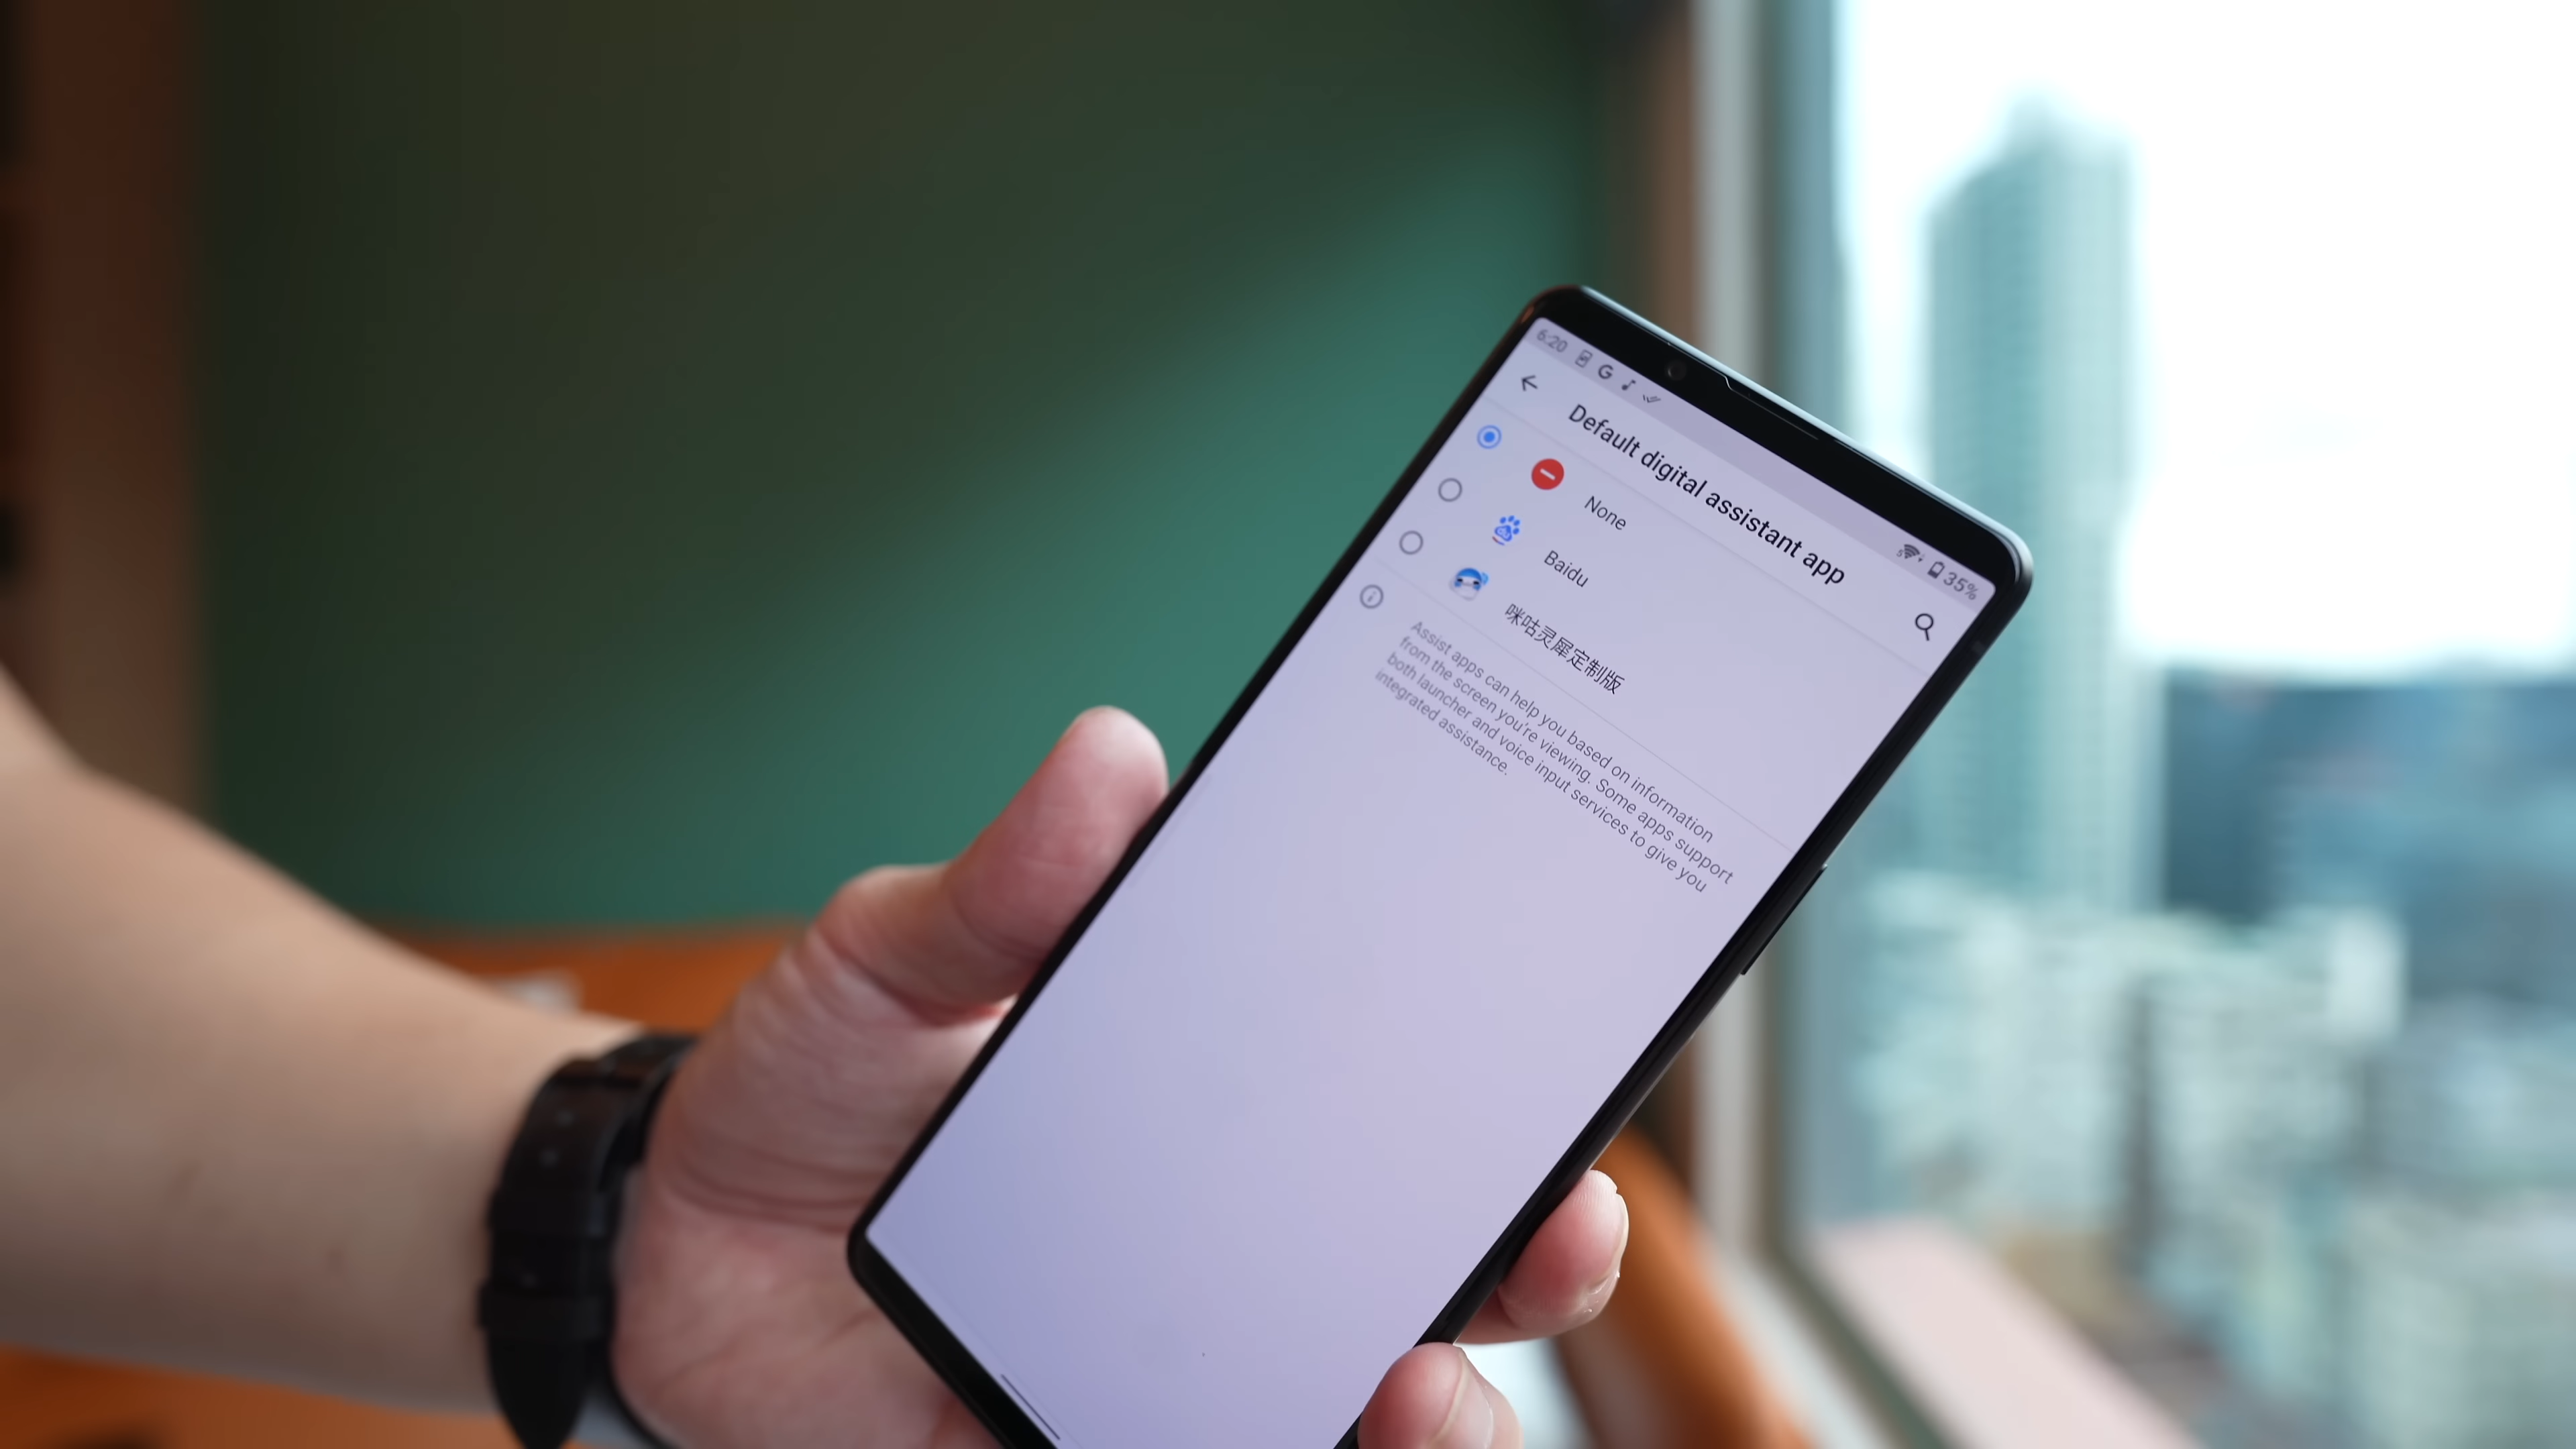 6:20
35%
Default digital assistant app
None
Baidu
咪咕灵犀定制版
Assist apps can help you based on information
from the screen you're viewing. Some apps support
both launcher and voice input services to give you
integrated assistance.